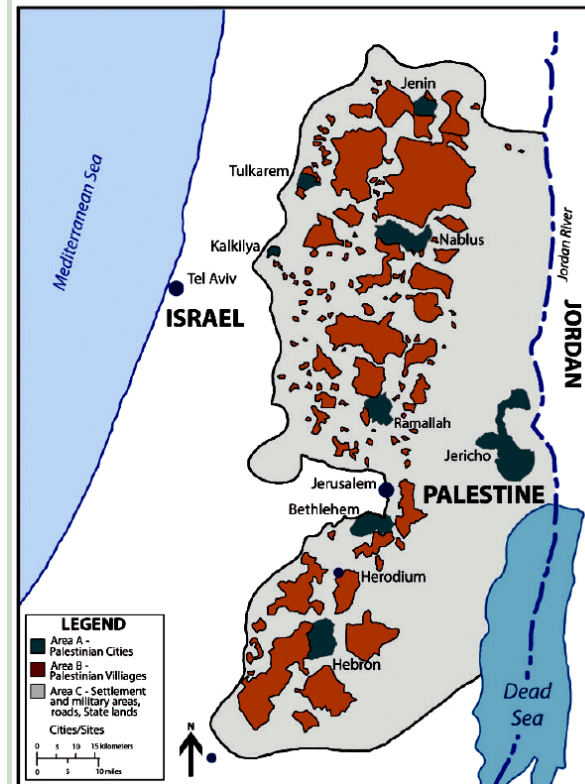 Jenin
Mediterranean Sea
Tulkarem
Nablus
Kalkilya
Jordan River
Tel Aviv
ISRAEL
JORDAN
Ramallah
Jericho
Jerusalem
PALESTINE
Bethlehem
Herodium
Hebron
Dead
Sea
LEGEND
Area A -
Palestinian Cities
Area B -
Palestinian Villiages
Area C - Settlement
and military areas,
roads, State lands
Cities/Sites
0 5 10 15 kilometers
0 5 10 miles
N